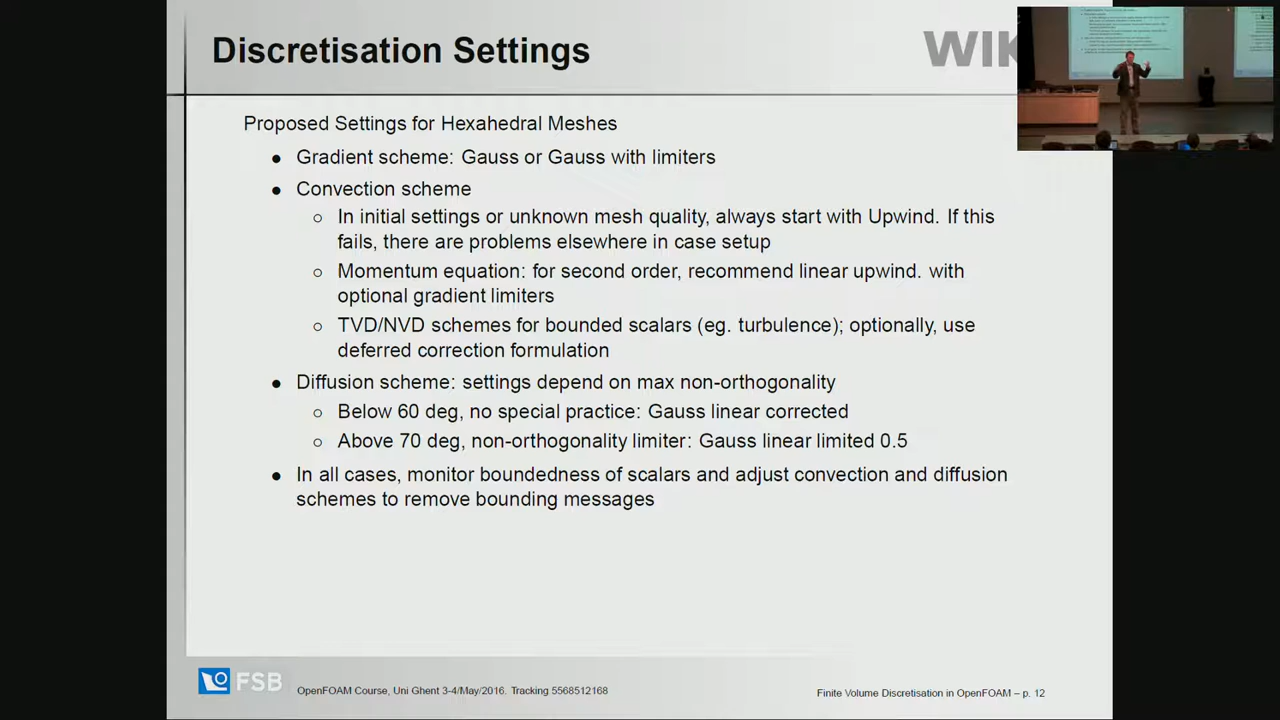 Discretisation Settings
WIK
Proposed Settings for Hexahedral Meshes
● Gradient scheme: Gauss or Gauss with limiters
● Convection scheme
○ In initial settings or unknown mesh quality, always start with Upwind. If this
fails, there are problems elsewhere in case setup
○ Momentum equation: for second order, recommend linear upwind. with
optional gradient limiters
○ TVD/NVD schemes for bounded scalars (eg. turbulence); optionally, use
deferred correction formulation
● Diffusion scheme: settings depend on max non-orthogonality
○ Below 60 deg, no special practice: Gauss linear corrected
○ Above 70 deg, non-orthogonality limiter: Gauss linear limited 0.5
● In all cases, monitor boundedness of scalars and adjust convection and diffusion
schemes to remove bounding messages
FSB
OpenFOAM Course, Uni Ghent 3-4/May/2016. Tracking 5568512168
Finite Volume Discretisation in OpenFOAM – p. 12